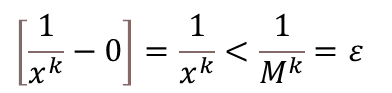 [1/x^k − 0] = 1/x^k < 1/M^k = ε